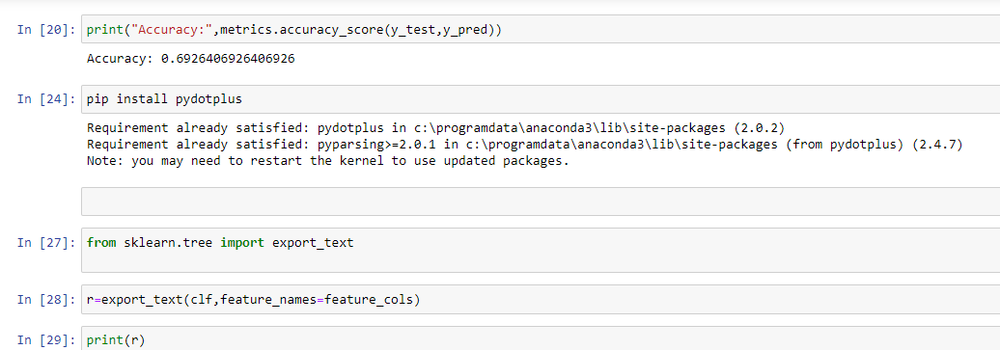 In [20]: print("Accuracy:",metrics.accuracy_score(y_test,y_pred))
Accuracy: 0.6926406926406926
In [24]: pip install pydotplus
Requirement already satisfied: pydotplus in c:\programdata\anaconda3\lib\site-packages (2.0.2)
Requirement already satisfied: pyparsing>=2.0.1 in c:\programdata\anaconda3\lib\site-packages (from pydotplus) (2.4.7)
Note: you may need to restart the kernel to use updated packages.
In [27]: from sklearn.tree import export_text
In [28]: r=export_text(clf,feature_names=feature_cols)
In [29]: print(r)